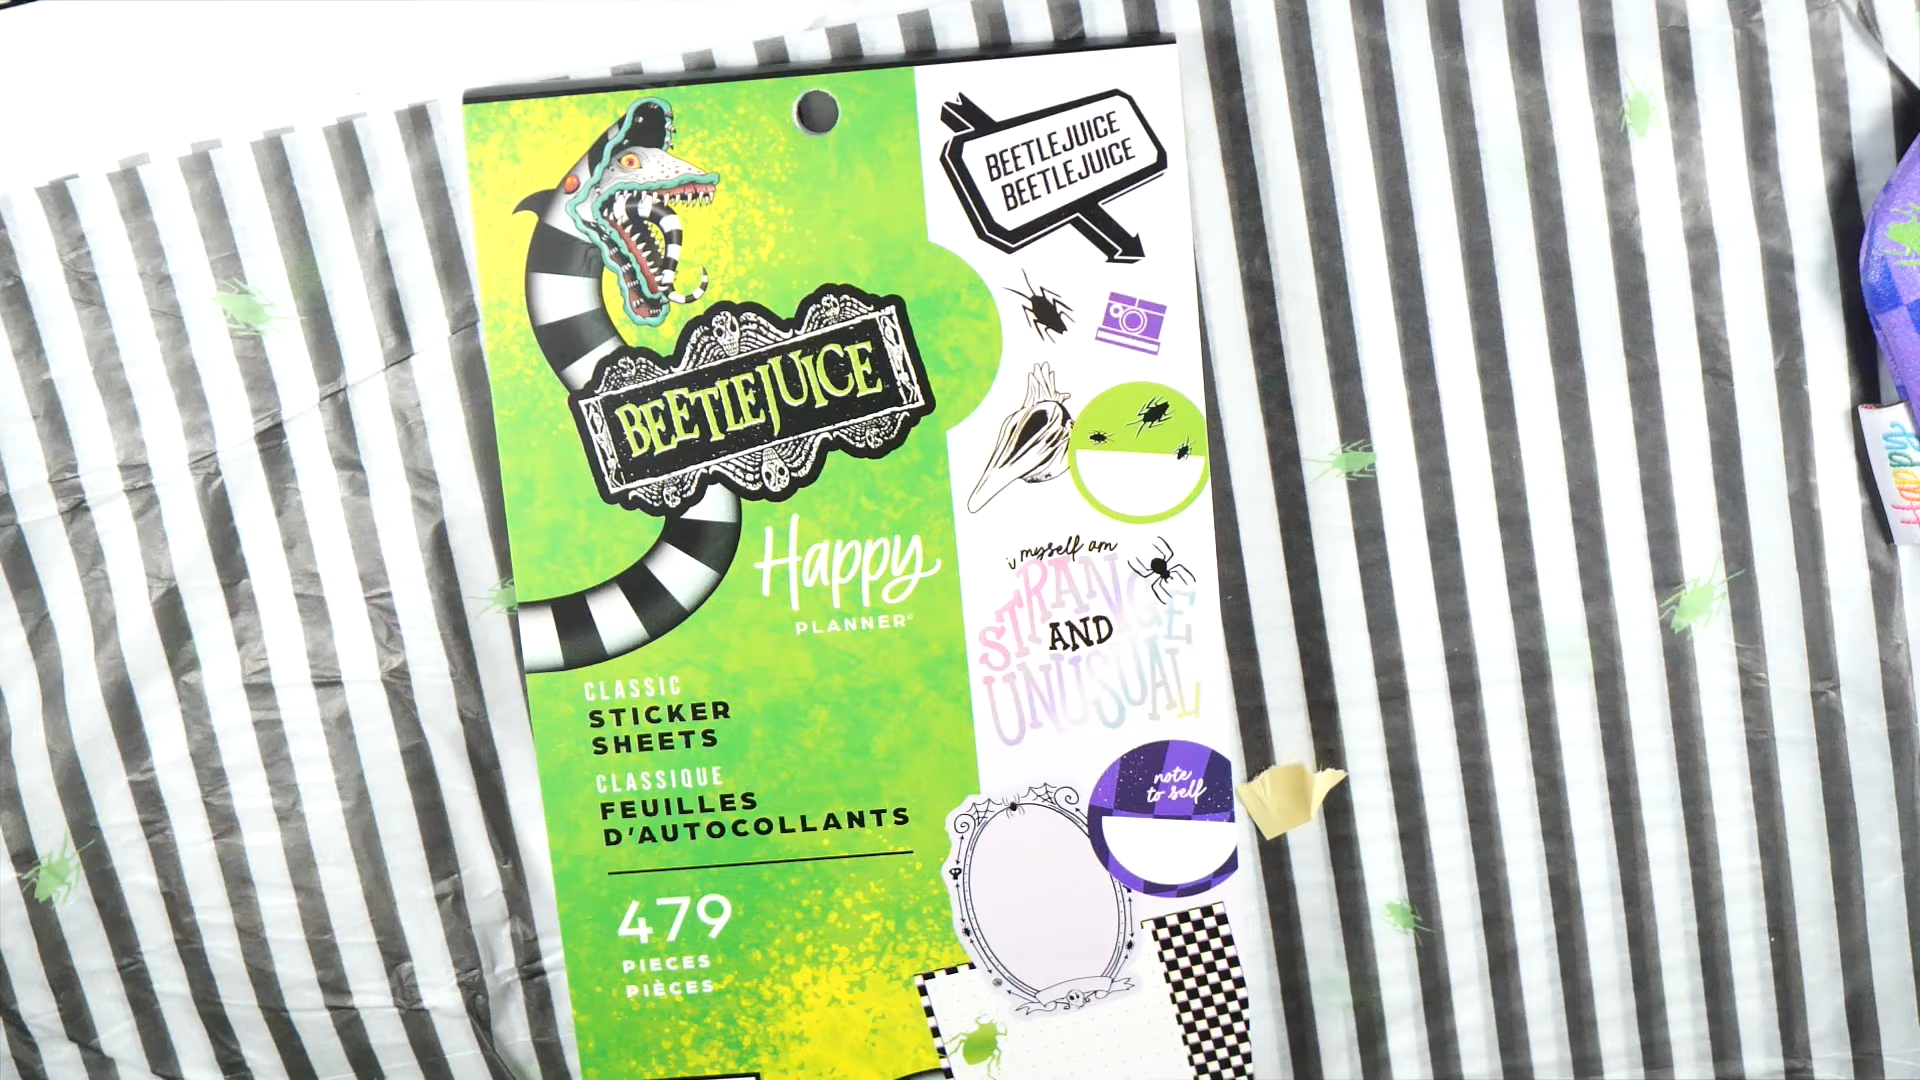 BEETLEJUICE
Happy
PLANNER®
CLASSIC
STICKER
SHEETS
CLASSIQUE
FEUILLES
D'AUTOCOLLANTS
479
PIECES
PIÈCES
BEETLEJUICE
BEETLEJUICE
i myself am
STRANGE
AND
UNUSUAL
note
to self
Happy